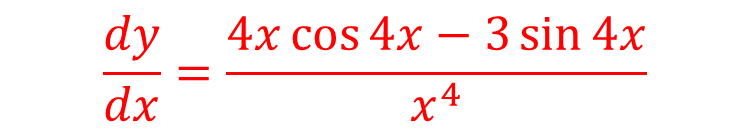 dy/dx = (4x cos 4x − 3 sin 4x)/x⁴